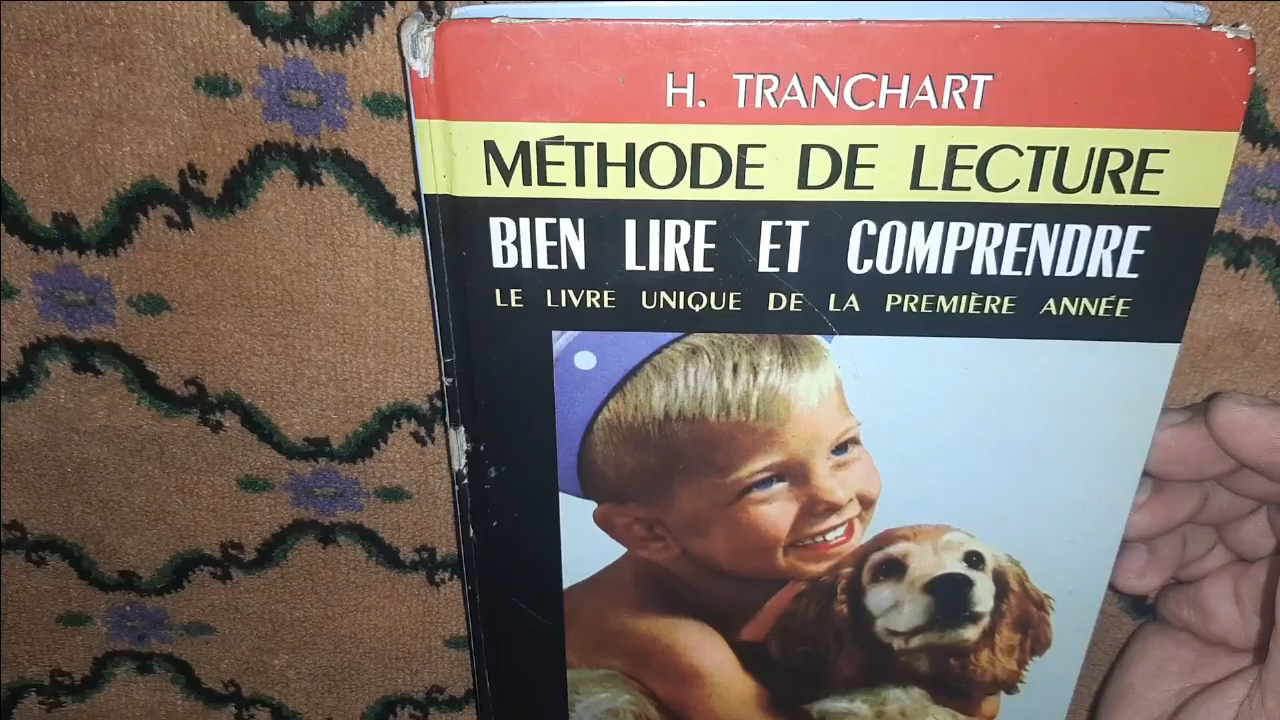 H. TRANCHART
MÉTHODE DE LECTURE
BIEN LIRE ET COMPRENDRE
LE LIVRE UNIQUE DE LA PREMIÈRE ANNÉE